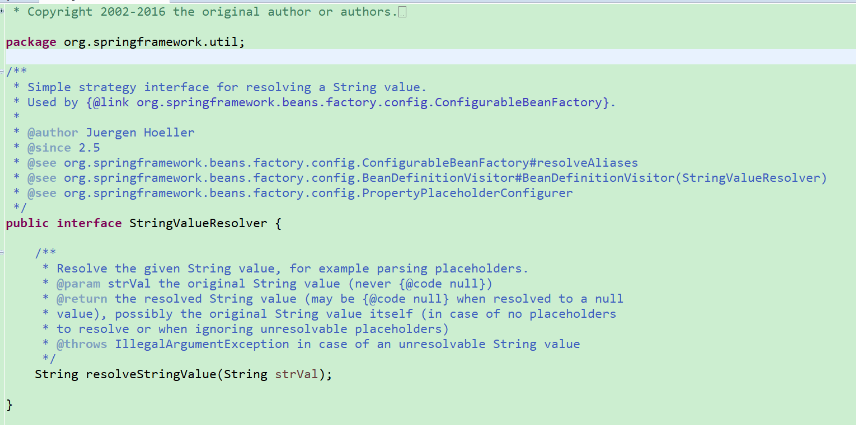 * Copyright 2002-2016 the original author or authors.
package org.springframework.util;
/**
* Simple strategy interface for resolving a String value.
* Used by {@link org.springframework.beans.factory.config.ConfigurableBeanFactory}.
*
* @author Juergen Hoeller
* @since 2.5
* @see org.springframework.beans.factory.config.ConfigurableBeanFactory#resolveAliases
* @see org.springframework.beans.factory.config.BeanDefinitionVisitor#BeanDefinitionVisitor(StringValueResolver)
* @see org.springframework.beans.factory.config.PropertyPlaceholderConfigurer
*/
public interface StringValueResolver {
/**
* Resolve the given String value, for example parsing placeholders.
* @param strVal the original String value (never {@code null})
* @return the resolved String value (may be {@code null} when resolved to a null
* value), possibly the original String value itself (in case of no placeholders
* to resolve or when ignoring unresolvable placeholders)
* @throws IllegalArgumentException in case of an unresolvable String value
*/
String resolveStringValue(String strVal);
}